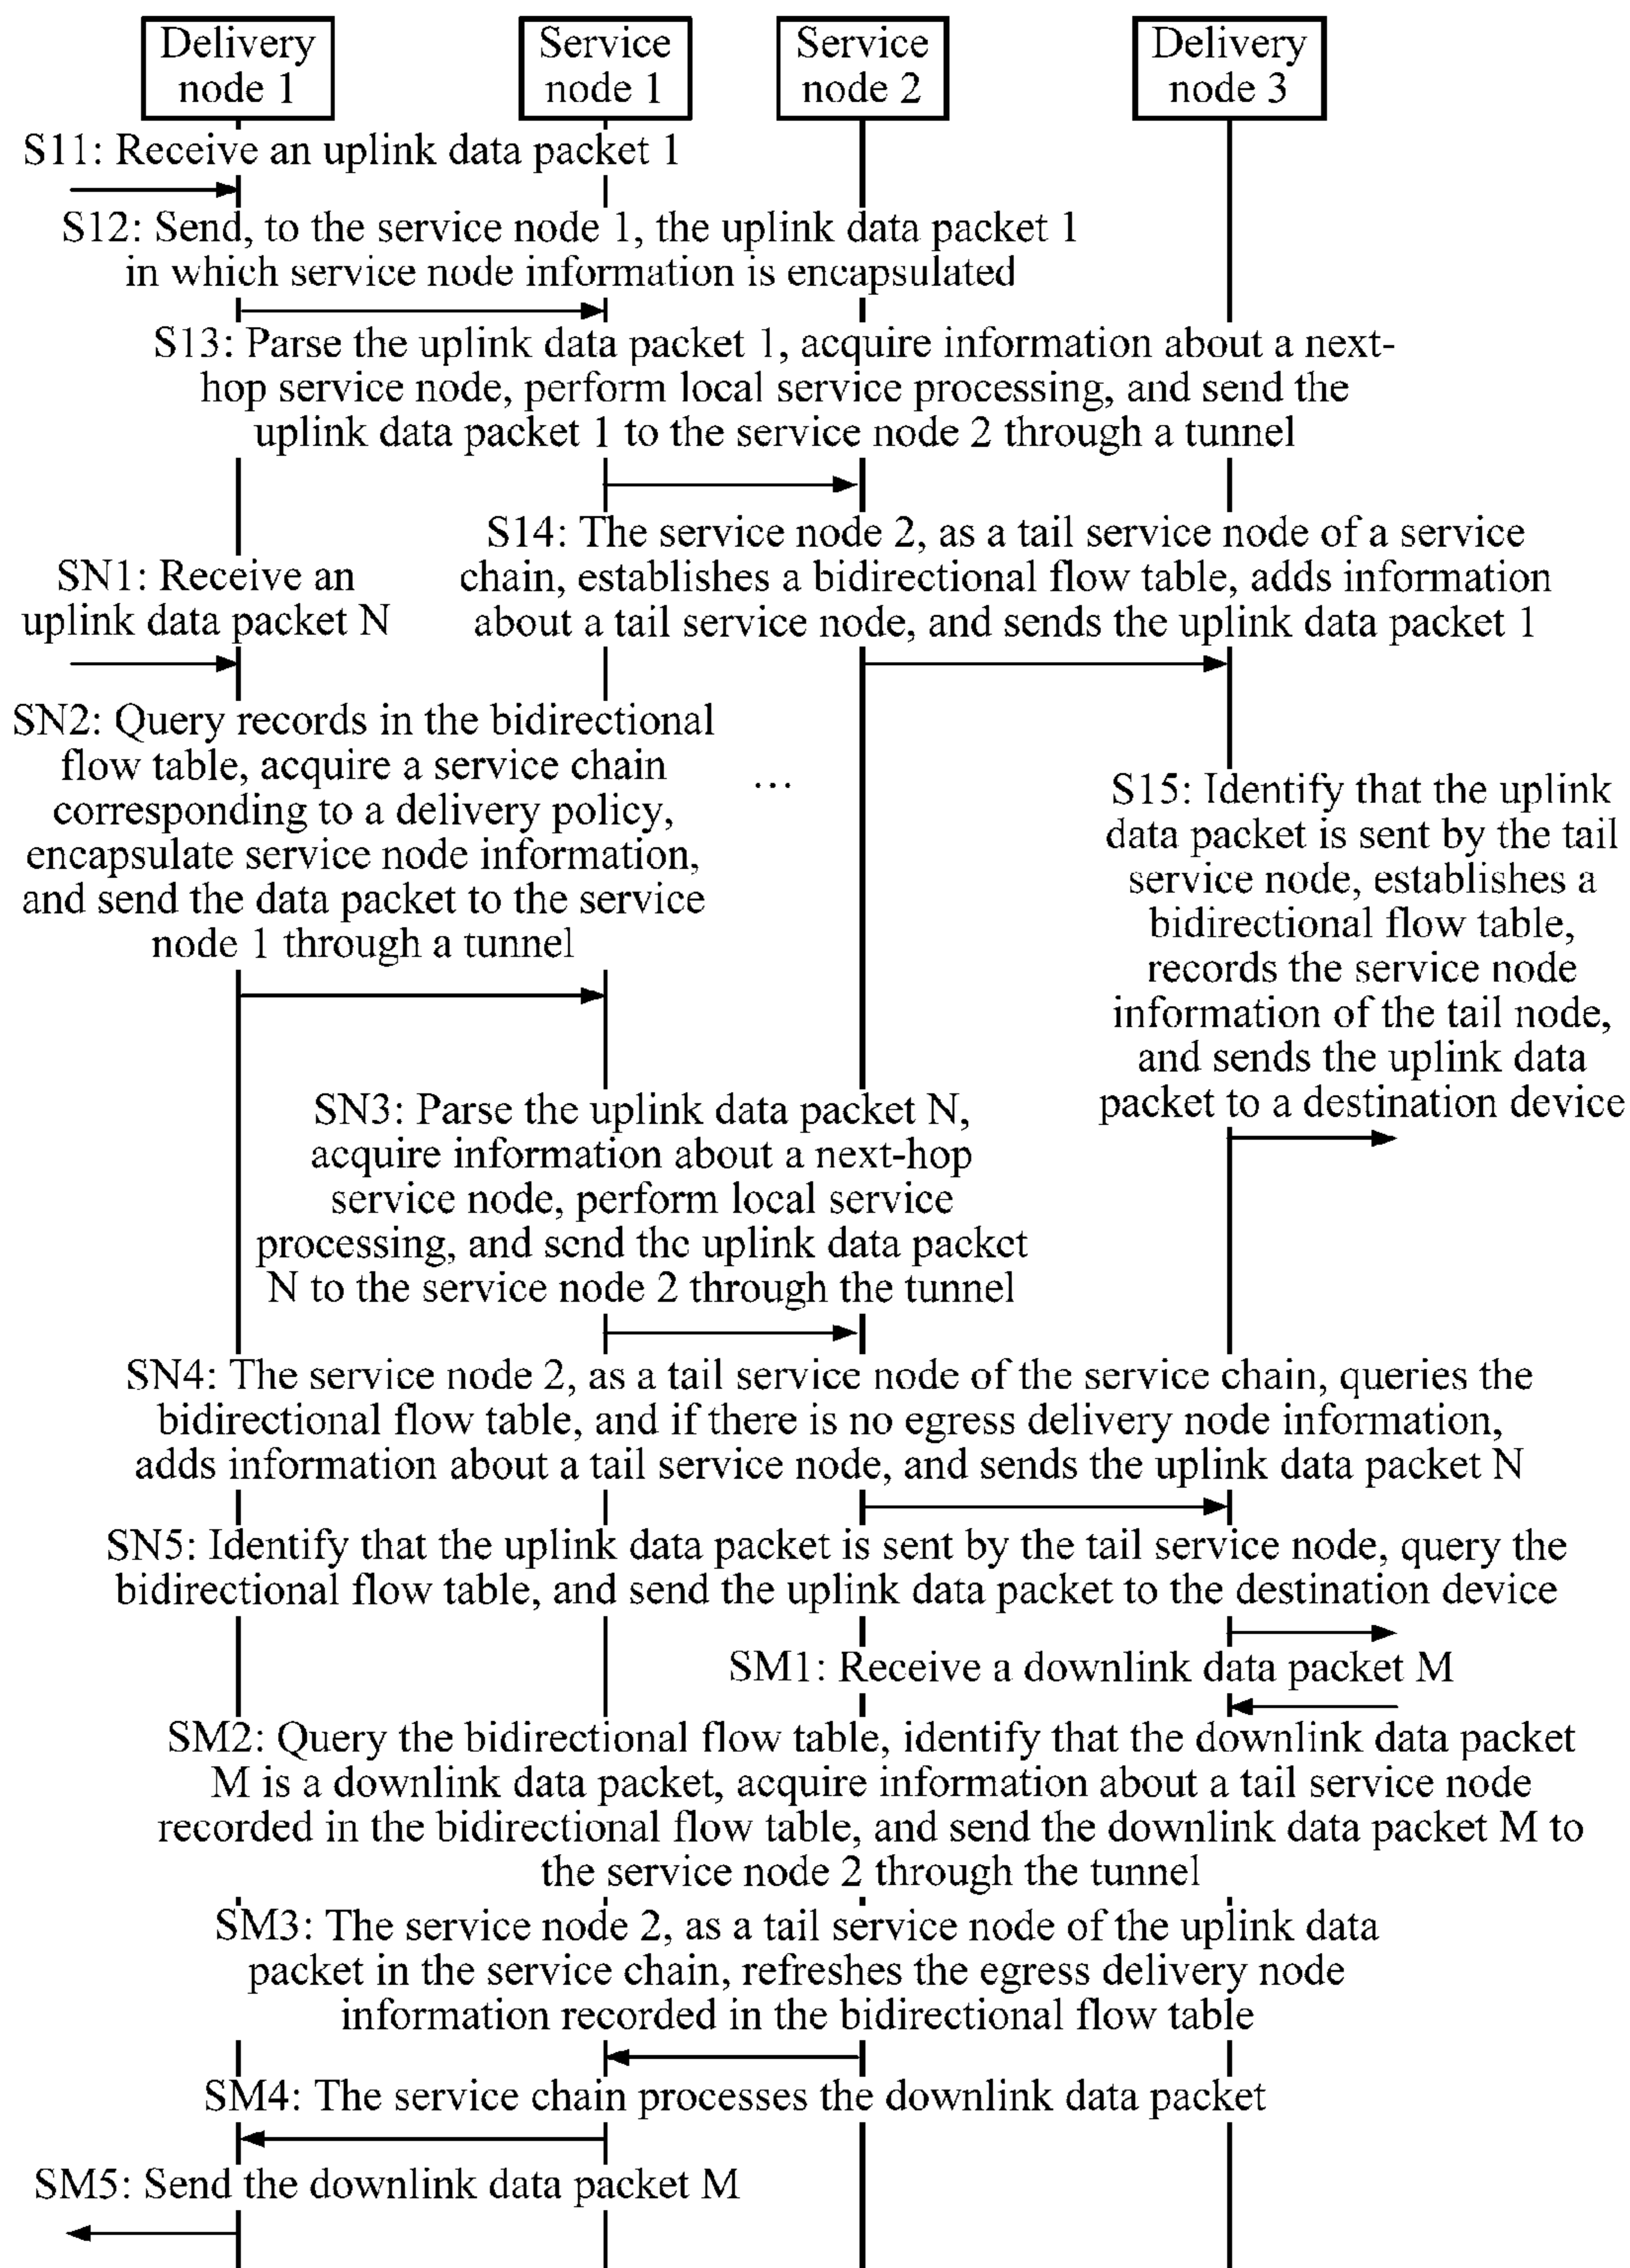 Delivery
node 1
Service
node 1
Service
node 2
Delivery
node 3
S11: Receive an uplink data packet 1
S12: Send, to the service node 1, the uplink data packet 1
in which service node information is encapsulated
S13: Parse the uplink data packet 1, acquire information about a next-
hop service node, perform local service processing, and send the
uplink data packet 1 to the service node 2 through a tunnel
S14: The service node 2, as a tail service node of a service
chain, establishes a bidirectional flow table, adds information
about a tail service node, and sends the uplink data packet 1
SN1: Receive an
uplink data packet N
SN2: Query records in the bidirectional
flow table, acquire a service chain
corresponding to a delivery policy,
encapsulate service node information,
and send the data packet to the service
node 1 through a tunnel
...
S15: Identify that the uplink
data packet is sent by the tail
service node, establishes a
bidirectional flow table,
records the service node
information of the tail node,
and sends the uplink data
packet to a destination device
SN3: Parse the uplink data packet N,
acquire information about a next-hop
service node, perform local service
processing, and send the uplink data packet
N to the service node 2 through the tunnel
SN4: The service node 2, as a tail service node of the service chain, queries the
bidirectional flow table, and if there is no egress delivery node information,
adds information about a tail service node, and sends the uplink data packet N
SN5: Identify that the uplink data packet is sent by the tail service node, query the
bidirectional flow table, and send the uplink data packet to the destination device
SM1: Receive a downlink data packet M
SM2: Query the bidirectional flow table, identify that the downlink data packet
M is a downlink data packet, acquire information about a tail service node
recorded in the bidirectional flow table, and send the downlink data packet M to
the service node 2 through the tunnel
SM3: The service node 2, as a tail service node of the uplink data
packet in the service chain, refreshes the egress delivery node
information recorded in the bidirectional flow table
SM4: The service chain processes the downlink data packet
SM5: Send the downlink data packet M